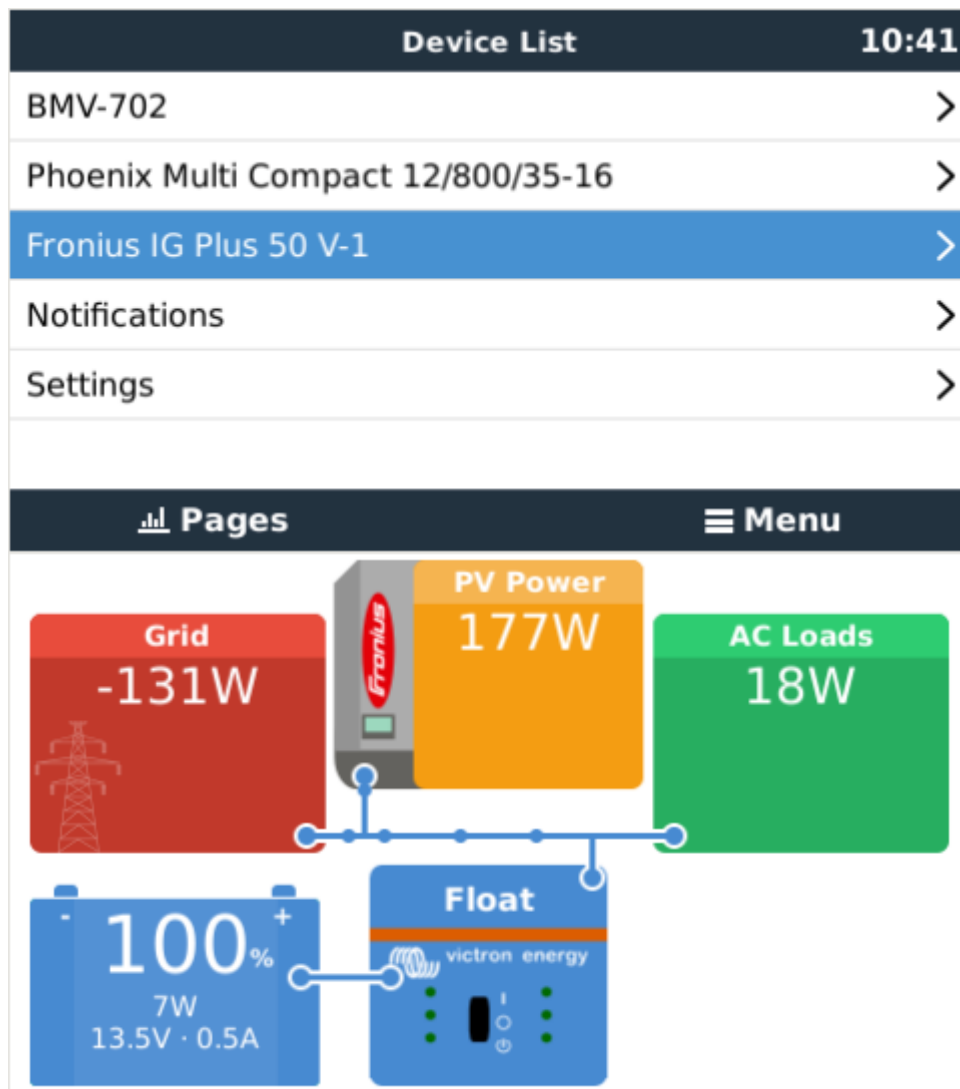 Device List 10:41
BMV-702
Phoenix Multi Compact 12/800/35-16
Fronius IG Plus 50 V-1
Notifications
Settings
Pages Menu
PV Power
177W
Fronius
Grid
-131W
AC Loads
18W
- +
100%
7W
13.5V · 0.5A
Float
victron energy
I